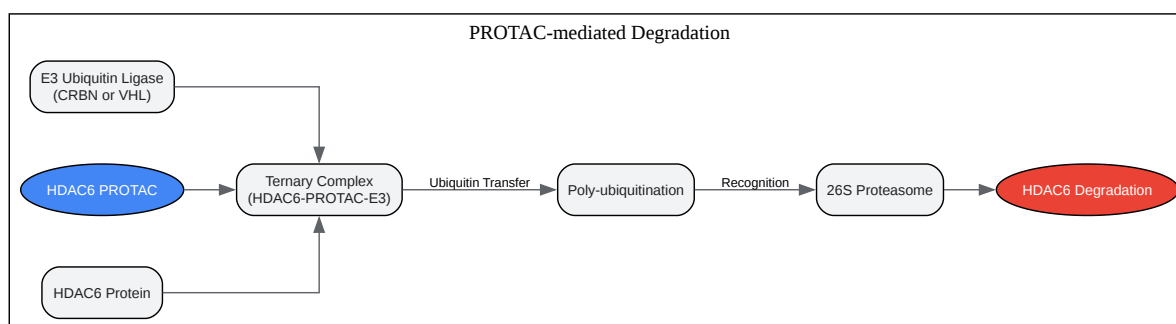 PROTAC-mediated Degradation
E3 Ubiquitin Ligase
(CRBN or VHL)
HDAC6 PROTAC
Ternary Complex
(HDAC6-PROTAC-E3)
Ubiquitin Transfer
Poly-ubiquitination
Recognition
26S Proteasome
HDAC6 Degradation
HDAC6 Protein